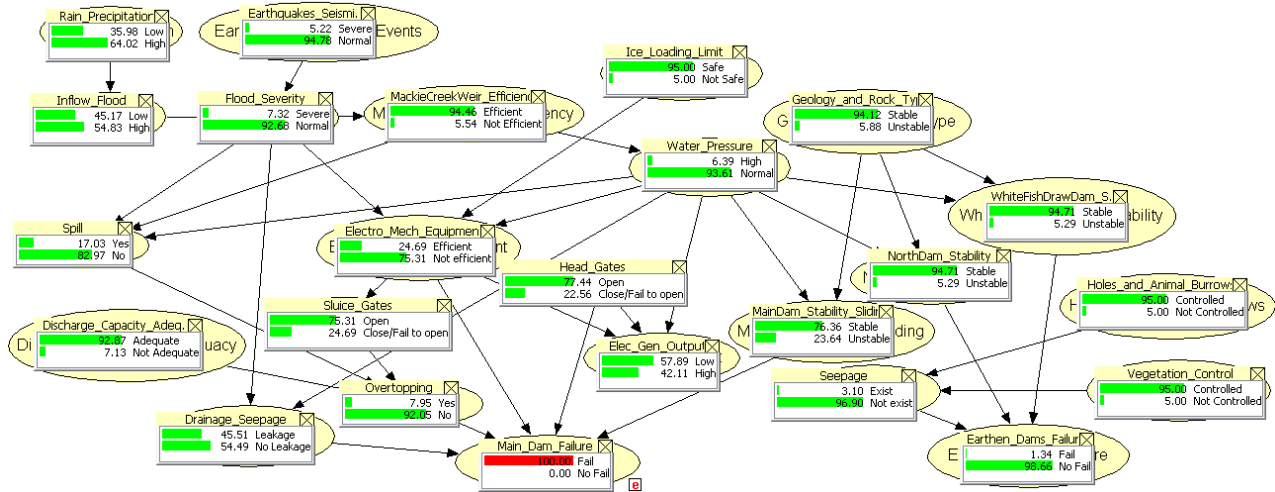 Rain_Precipitation
35.98 Low
64.02 High
Earthquakes_Seismi.
5.22 Severe
94.78 Normal
Ear
Events
Ice_Loading_Limit
95.00 Safe
5.00 Not Safe
Inflow_Flood
45.17 Low
54.83 High
Flood_Severity
7.32 Severe
92.68 Normal
MackieCreekWeir_Efficienc
94.46 Efficient
5.54 Not Efficient
M
ency
Geology_and_Rock_Typ
94.12 Stable
5.88 Unstable
G
ype
Water_Pressure
6.39 High
93.61 Normal
WhiteFishDrawDam_S..
94.71 Stable
5.29 Unstable
Wh
ability
Spill
17.03 Yes
82.97 No
Electro_Mech_Equipmen
24.69 Efficient
75.31 Not efficient
E
ent
Head_Gates
77.44 Open
22.56 Close/Fail to open
NorthDam_Stability
94.71 Stable
5.29 Unstable
N
Holes_and_Animal_Burrows
95.00 Controlled
5.00 Not Controlled
H
ws
Sluice_Gates
75.31 Open
24.69 Close/Fail to open
MainDam_Stability_Slidin
76.36 Stable
23.64 Unstable
M
ding
Discharge_Capacity_Adeq.
92.87 Adequate
7.13 Not Adequate
Di
uacy
Elec_Gen_Output
57.89 Low
42.11 High
Seepage
3.10 Exist
96.90 Not exist
Vegetation_Control
95.00 Controlled
5.00 Not Controlled
Overtopping
7.95 Yes
92.05 No
Drainage_Seepage
45.51 Leakage
54.49 No Leakage
Main_Dam_Failure
100.00 Fail
0.00 No Fail
e
Earthen_Dams_Failur
1.34 Fail
98.66 No Fail
E
re